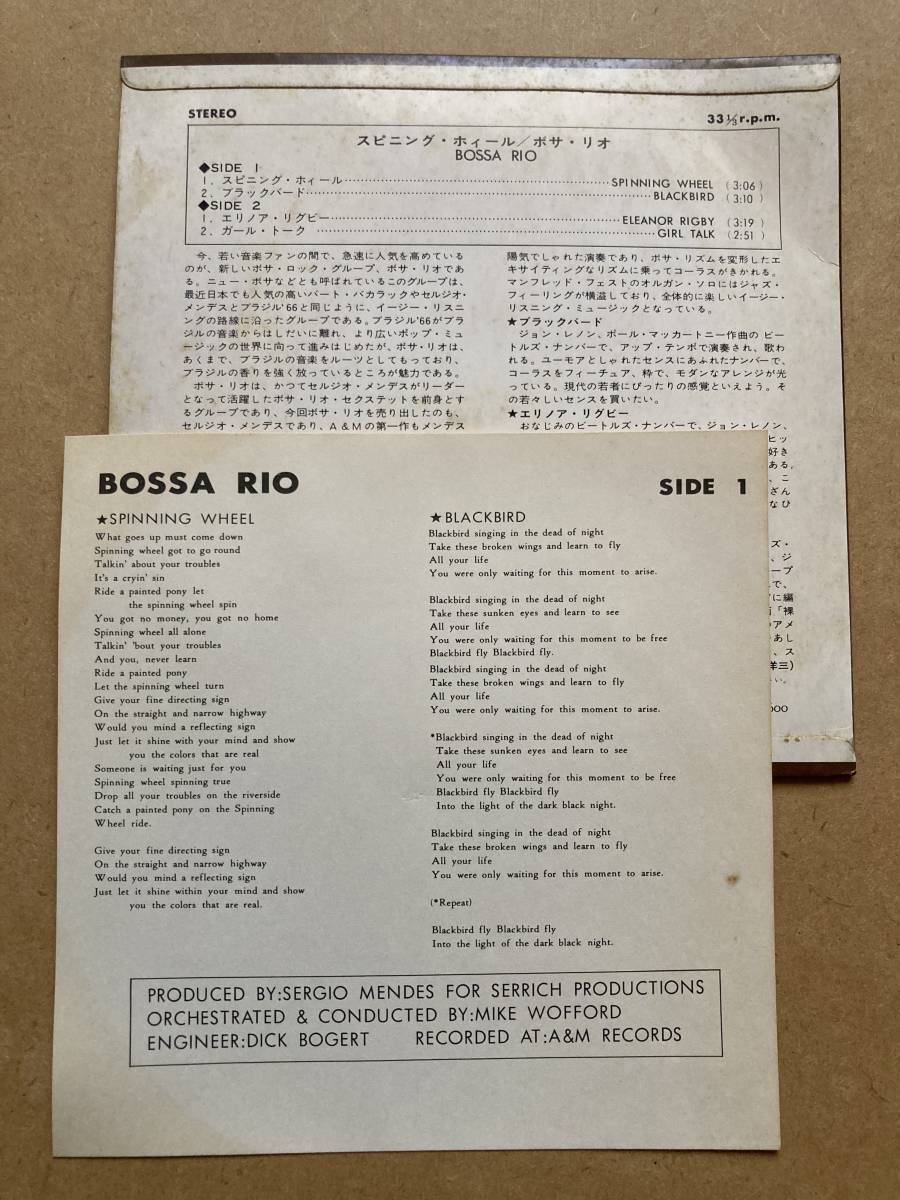 STEREO
33 1/3 r.p.m.
スピニング・ホィール/ボサ・リオ
BOSSA RIO
◆SIDE 1
1. スピニング・ホィール SPINNING WHEEL (3:06)
2. ブラックバード BLACKBIRD (3:10)
◆SIDE 2
1. エリノア・リグビー ELEANOR RIGBY (3:19)
2. ガール・トーク GIRL TALK (2:51)
今、若い音楽ファンの間で、急速に人気を高めている
のが、新しいボサ・ロック・グループ、ボサ・リオであ
る。ニュー・ボサなどとも呼ばれているこのグループは、
最近日本でも人気の高いバート・バカラックやセルジオ・
メンデスとブラジル'66と同じように、イージー・リスニ
ングの路線に沿ったグループである。ブラジル'66がブラ
ジルの音楽からはしだいに離れ、より広いポップ・ミュ
ージックの世界に向って進みはじめたが、ボサ・リオは、
あくまで、ブラジルの音楽をルーツとしてもっており、
ブラジルの香りを強く放っているところが魅力である。
ボサ・リオは、かつてセルジオ・メンデスがリーダー
となって活躍したボサ・リオ・セクステットを前身とす
るグループであり、今回ボサ・リオを売り出したのも、
セルジオ・メンデスであり、A&Mの第一作もメンデス
陽気でしゃれた演奏であり、ボサ・リズムを変形したエ
キサイティングなリズムに乗ってコーラスがきかれる。
マンフレッド・フェストのオルガン・ソロにはジャズ・
フィーリングが横溢しており、全体的に楽しいイージー・
リスニング・ミュージックとなっている。
★ブラックバード
ジョン・レノン、ポール・マッカートニー作曲の ビー
トルズ・ナンバーで、アップ・テンポで演奏され、歌わ
れる。ユーモアとしゃれたセンスにあふれたナンバーで、
コーラスをフィーチュア、粋で、モダンなアレンジが光
っている。現代の若者にぴったりの感覚といえよう。そ
の若々しいセンスを買いたい。
★エリノア・リグビー
おなじみのビートルズ・ナンバーで、ジョン・レノン、
ヒッ
好き
ある。
、こ
ざん
なひ
ズ・
、ジ
ープ
で、
に編
「裸
アメ
あし
、ス
洋三)
い。
000
BOSSA RIO
SIDE 1
★SPINNING WHEEL
What goes up must come down
Spinning wheel got to go round
Talkin' about your troubles
It's a cryin' sin
Ride a painted pony let
the spinning wheel spin
You got no money, you got no home
Spinning wheel all alone
Talkin' 'bout your troubles
And you, never learn
Ride a painted pony
Let the spinning wheel turn
Give your fine directing sign
On the straight and narrow highway
Would you mind a reflecting sign
Just let it shine with your mind and show
you the colors that are real
Someone is waiting just for you
Spinning wheel spinning true
Drop all your troubles on the riverside
Catch a painted pony on the Spinning
Wheel ride.
Give your fine directing sign
On the straight and narrow highway
Would you mind a reflecting sign
Just let it shine within your mind and show
you the colors that are real.
★BLACKBIRD
Blackbird singing in the dead of night
Take these broken wings and learn to fly
All your life
You were only waiting for this moment to arise.
Blackbird singing in the dead of night
Take these sunken eyes and learn to see
All your life
You were only waiting for this moment to be free
Blackbird fly Blackbird fly.
Blackbird singing in the dead of night
Take these broken wings and learn to fly
All your life
You were only waiting for this moment to arise.
*Blackbird singing in the dead of night
Take these sunken eyes and learn to see
All your life
You were only waiting for this moment to be free
Blackbird fly Blackbird fly
Into the light of the dark black night.
Blackbird singing in the dead of night
Take these broken wings and learn to fly
All your life
You were only waiting for this moment to arise.
(*Repeat)
Blackbird fly Blackbird fly
Into the light of the dark black night.
PRODUCED BY:SERGIO MENDES FOR SERRICH PRODUCTIONS
ORCHESTRATED & CONDUCTED BY:MIKE WOFFORD
ENGINEER:DICK BOGERT RECORDED AT:A&M RECORDS